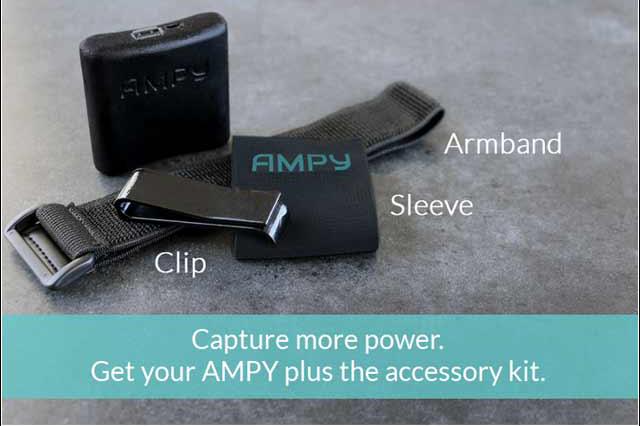 AMPY
AMPY
Armband
Sleeve
Clip
Capture more power.
Get your AMPY plus the accessory kit.